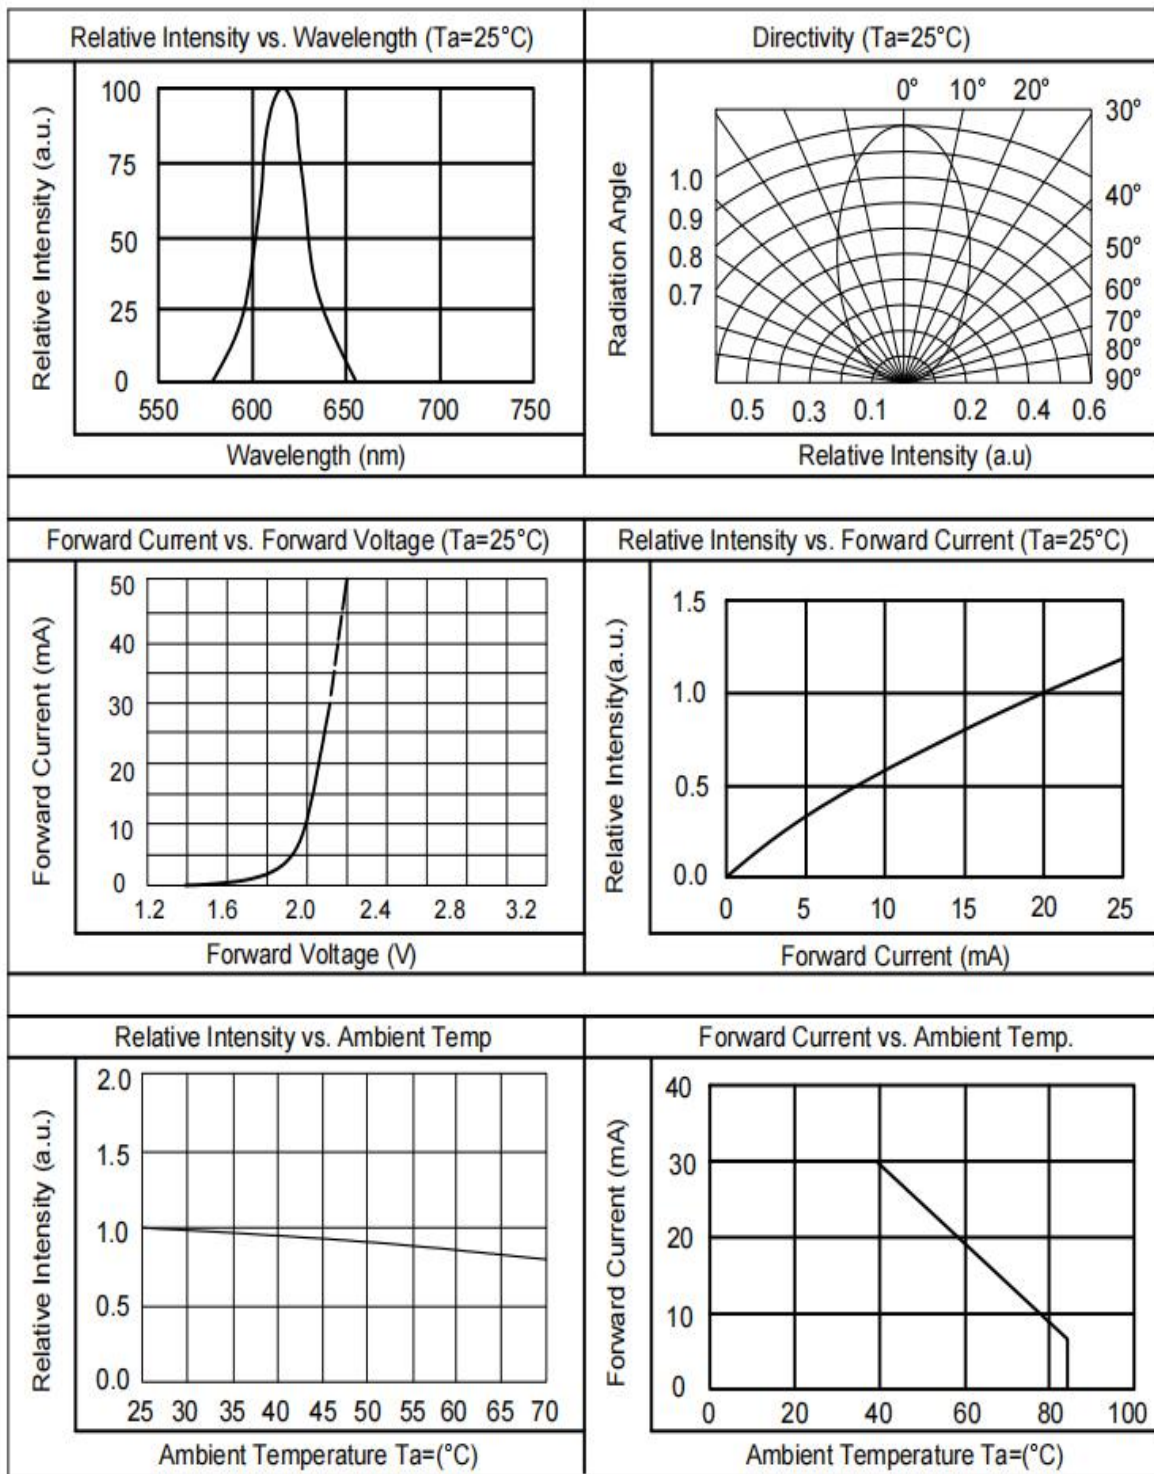 Relative Intensity vs. Wavelength (Ta=25°C)
Relative Intensity (a.u.)
100
75
50
25
0
550 600 650 700 750
Wavelength (nm)
Directivity (Ta=25°C)
Radiation Angle
0° 10° 20° 30°
40°
50°
60°
70°
80°
90°
1.0
0.9
0.8
0.7
0.5 0.3 0.1 0.2 0.4 0.6
Relative Intensity (a.u)
Forward Current vs. Forward Voltage (Ta=25°C)
Forward Current (mA)
50
40
30
20
10
0
1.2 1.6 2.0 2.4 2.8 3.2
Forward Voltage (V)
Relative Intensity vs. Forward Current (Ta=25°C)
Relative Intensity(a.u.)
1.5
1.0
0.5
0.0
0 5 10 15 20 25
Forward Current (mA)
Relative Intensity vs. Ambient Temp
Relative Intensity (a.u.)
2.0
1.5
1.0
0.5
0.0
25 30 35 40 45 50 55 60 65 70
Ambient Temperature Ta=(°C)
Forward Current vs. Ambient Temp.
Forward Current (mA)
40
30
20
10
0
0 20 40 60 80 100
Ambient Temperature Ta=(°C)